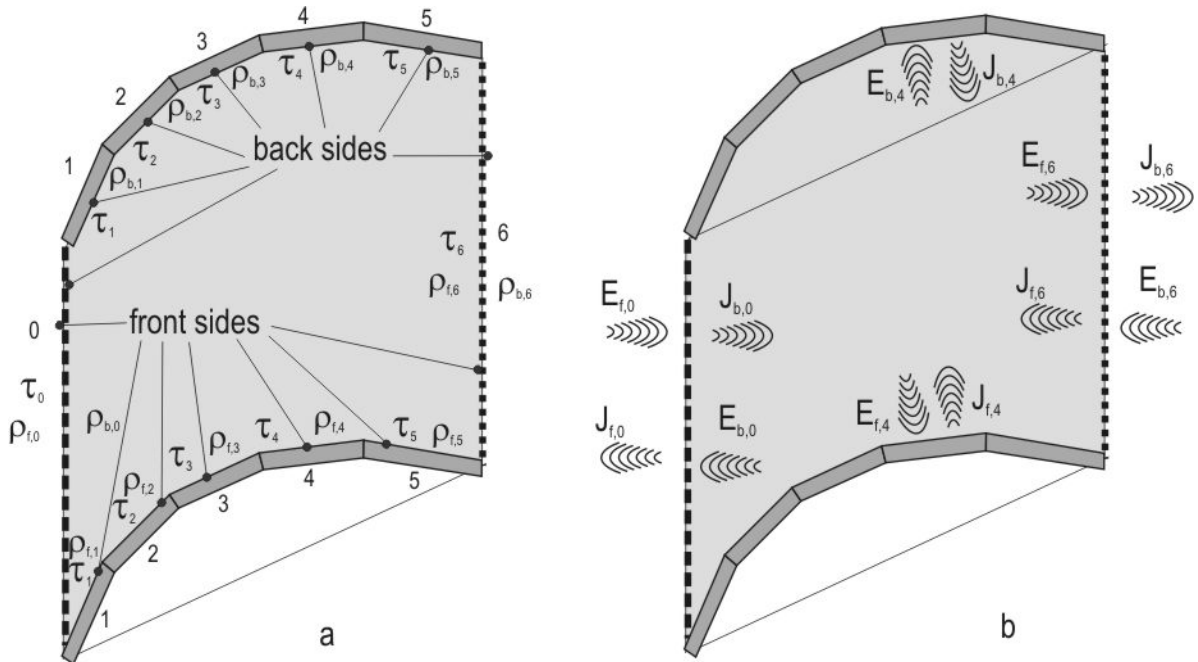 4
5
3
τ4 ρb,4
τ5 ρb,5
ρb,3
τ3
2
ρb,2
τ2
1
ρb,1
τ1
back sides
τ6
6
ρf,6
ρb,6
front sides
0
τ0
ρf,0
ρb,0
τ4 ρf,4
τ5 ρf,5
τ3 ρf,3
ρf,2
τ2
4
5
3
ρf,1
τ1
2
1
a
Eb,4 Jb,4
Ef,6 Jb,6
Ef,0 Jb,0
Jf,6 Eb,6
Ef,4 Jf,4
Jf,0 Eb,0
b